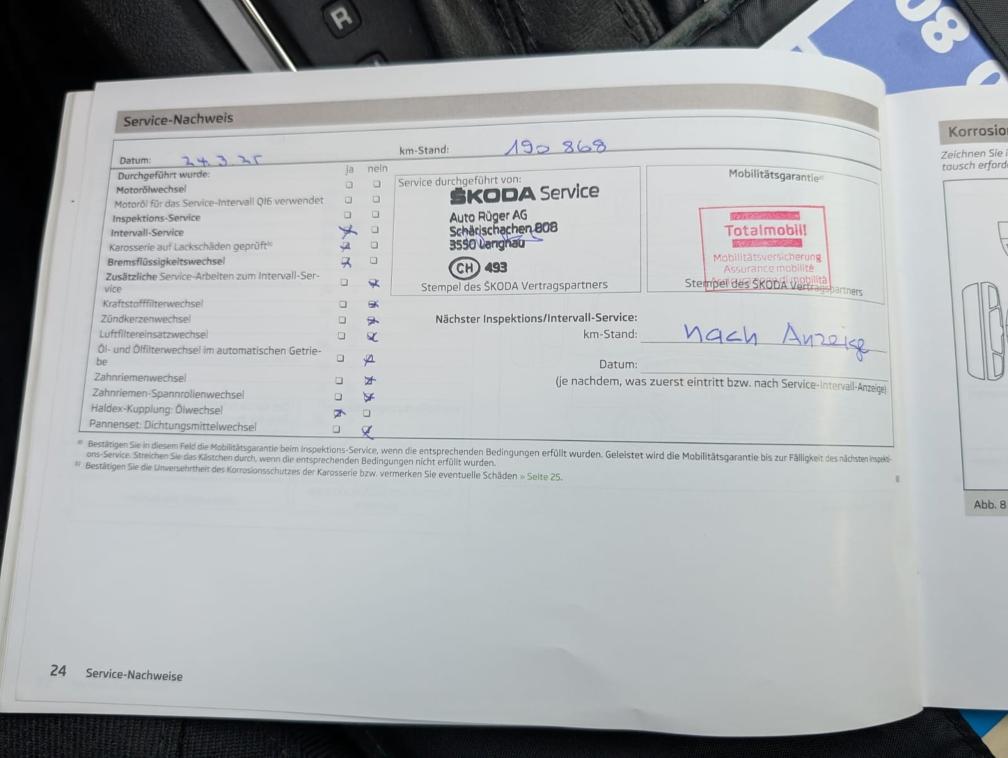 R
08
Service-Nachweis
Datum: 24.3.25
km-Stand: 190 868
Durchgeführt wurde:
ja nein
Motorölwechsel
Motoröl für das Service-Intervall QI6 verwendet
Inspektions-Service
Intervall-Service
Karosserie auf Lackschäden geprüft
Bremsflüssigkeitswechsel
Zusätzliche Service-Arbeiten zum Intervall-Ser-
vice
Kraftstofffilterwechsel
Zündkerzenwechsel
Luftfiltereinsatzwechsel
Öl- und Ölfilterwechsel im automatischen Getrie-
be
Zahnriemenwechsel
Zahnriemen-Spannrollenwechsel
Haldex-Kupplung: Ölwechsel
Pannenset: Dichtungsmittelwechsel
Service durchgeführt von:
ŠKODA Service
Auto Rüger AG
Schärischachen 808
3550 Langnau
CH 493
Stempel des ŠKODA Vertragspartners
Mobilitätsgarantie
Totalmobil!
Mobilitätsversicherung
Assurance mobilité
Stempel des ŠKODA Vertragspartners
Nächster Inspektions/Intervall-Service:
km-Stand: nach Anzeige
Datum:
(je nachdem, was zuerst eintritt bzw. nach Service-Intervall-Anzeige)
Bestätigen Sie in diesem Feld die Mobilitätsgarantie beim Inspektions-Service, wenn die entsprechenden Bedingungen erfüllt wurden. Geleistet wird die Mobilitätsgarantie bis zur Fälligkeit des nächsten Inspekti-
ons-Service. Streichen Sie das Kästchen durch, wenn die entsprechenden Bedingungen nicht erfüllt wurden.
Bestätigen Sie die Unversehrtheit des Korrosionsschutzes der Karosserie bzw. vermerken Sie eventuelle Schäden » Seite 25.
24 Service-Nachweise
Korrosio
Zeichnen Sie i
tausch erford
Abb. 8